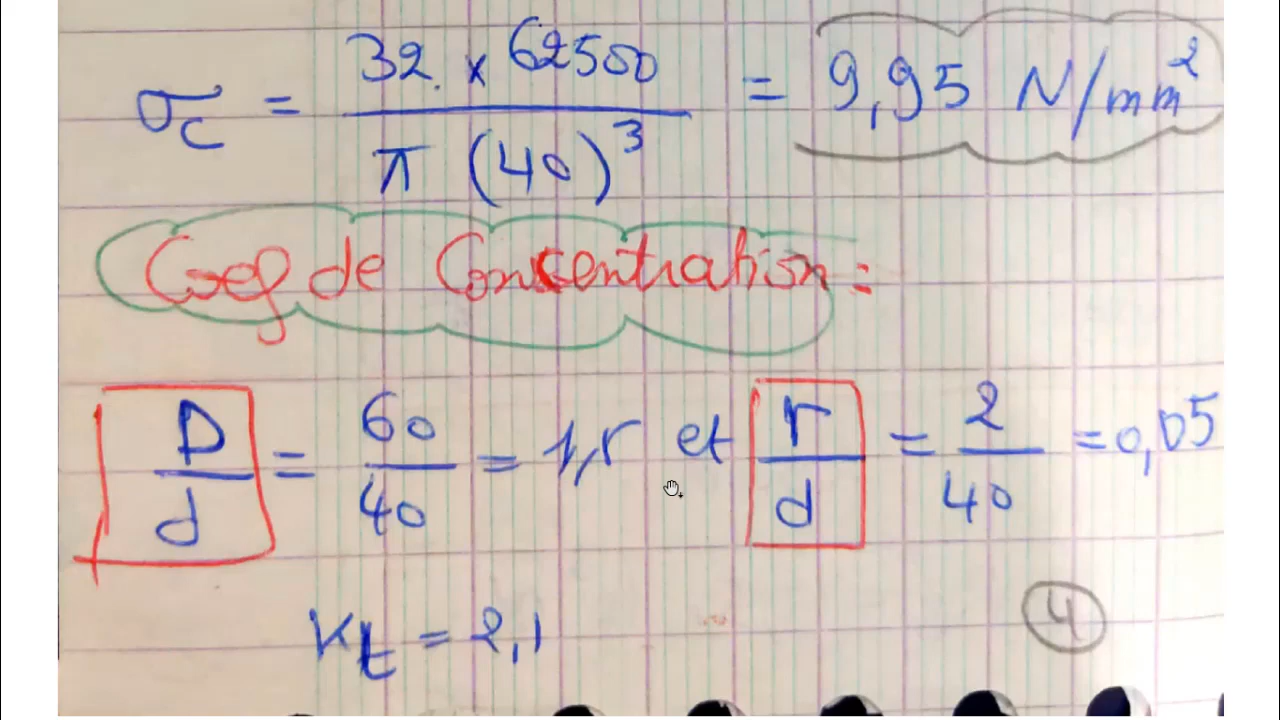 σc = 32 × 62500 / π (40)^3 = 9,95 N/mm²
Coef de Concentration :
D/d = 60/40 = 1,5 et r/d = 2/40 = 0,05
Kt = 2,1
4